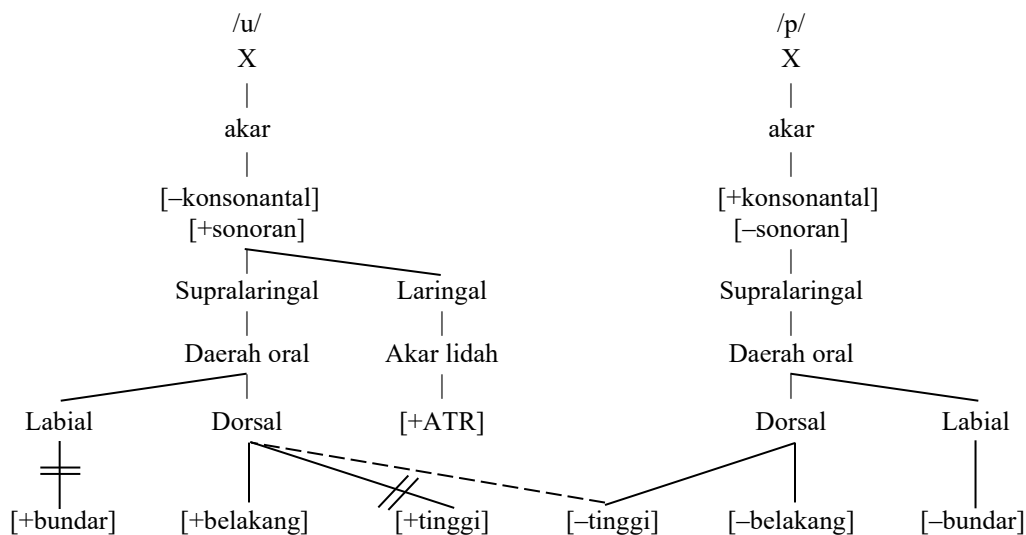 /u/ /p/
X X
akar akar
[–konsonantal] [+konsonantal]
[+sonoran] [–sonoran]
Supralaringal Laringal Supralaringal
Daerah oral Akar lidah Daerah oral
Labial Dorsal [+ATR] Dorsal Labial
[+bundar] [+belakang] [+tinggi] [–tinggi] [–belakang] [–bundar]